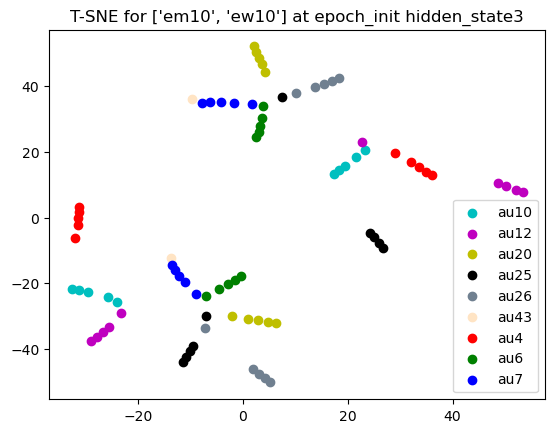 T-SNE for ['em10', 'ew10'] at epoch_init hidden_state3
40
20
0
−20
−40
−20
0
20
40
au10
au12
au20
au25
au26
au43
au4
au6
au7